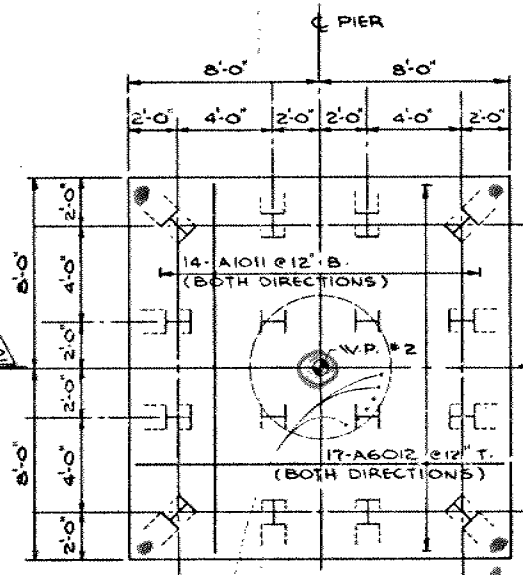 ℄ PIER
8'-0" 8'-0"
2'-0" 4'-0" 2'-0" 2'-0" 4'-0" 2'-0"
2'-0"
4'-0"
8'-0"
2'-0"
14-A1011 @ 12" B.
(BOTH DIRECTIONS)
W.P. #2
2'-0"
8'-0"
4'-0"
2'-0"
17-A6012 @ 12" T.
(BOTH DIRECTIONS)